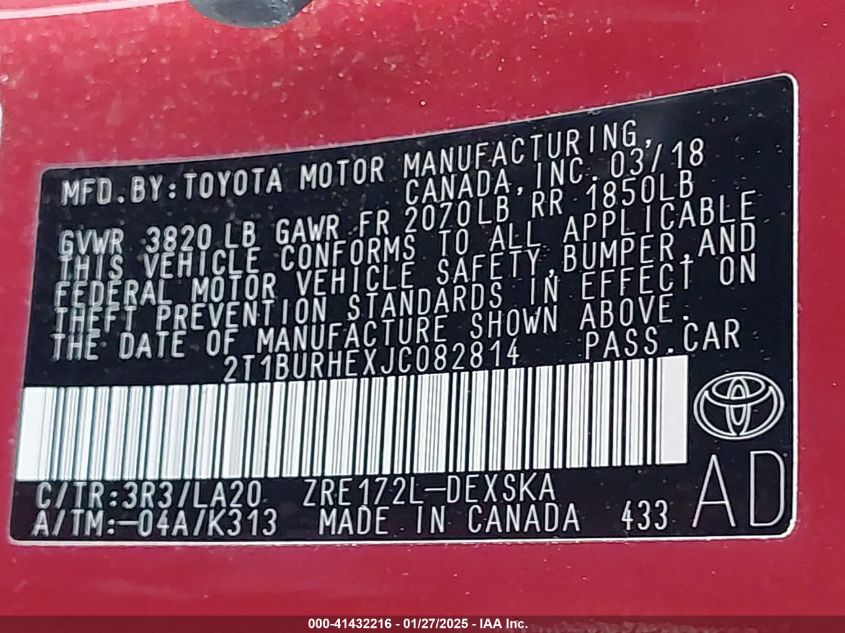 MFD.BY:TOYOTA MOTOR MANUFACTURING,
CANADA,INC. 03/18
GVWR 3820 LB GAWR FR 2070LB RR 1850LB
THIS VEHICLE CONFORMS TO ALL APPLICABLE
FEDERAL MOTOR VEHICLE SAFETY,BUMPER,AND
THEFT PREVENTION STANDARDS IN EFFECT ON
THE DATE OF MANUFACTURE SHOWN ABOVE.
2T1BURHEXJC082814 PASS.CAR
C/TR:3R3/LA20 ZRE172L-DEXSKA
A/TM:-04A/K313 MADE IN CANADA 433 AD
000-41432216 - 01/27/2025 - IAA Inc.